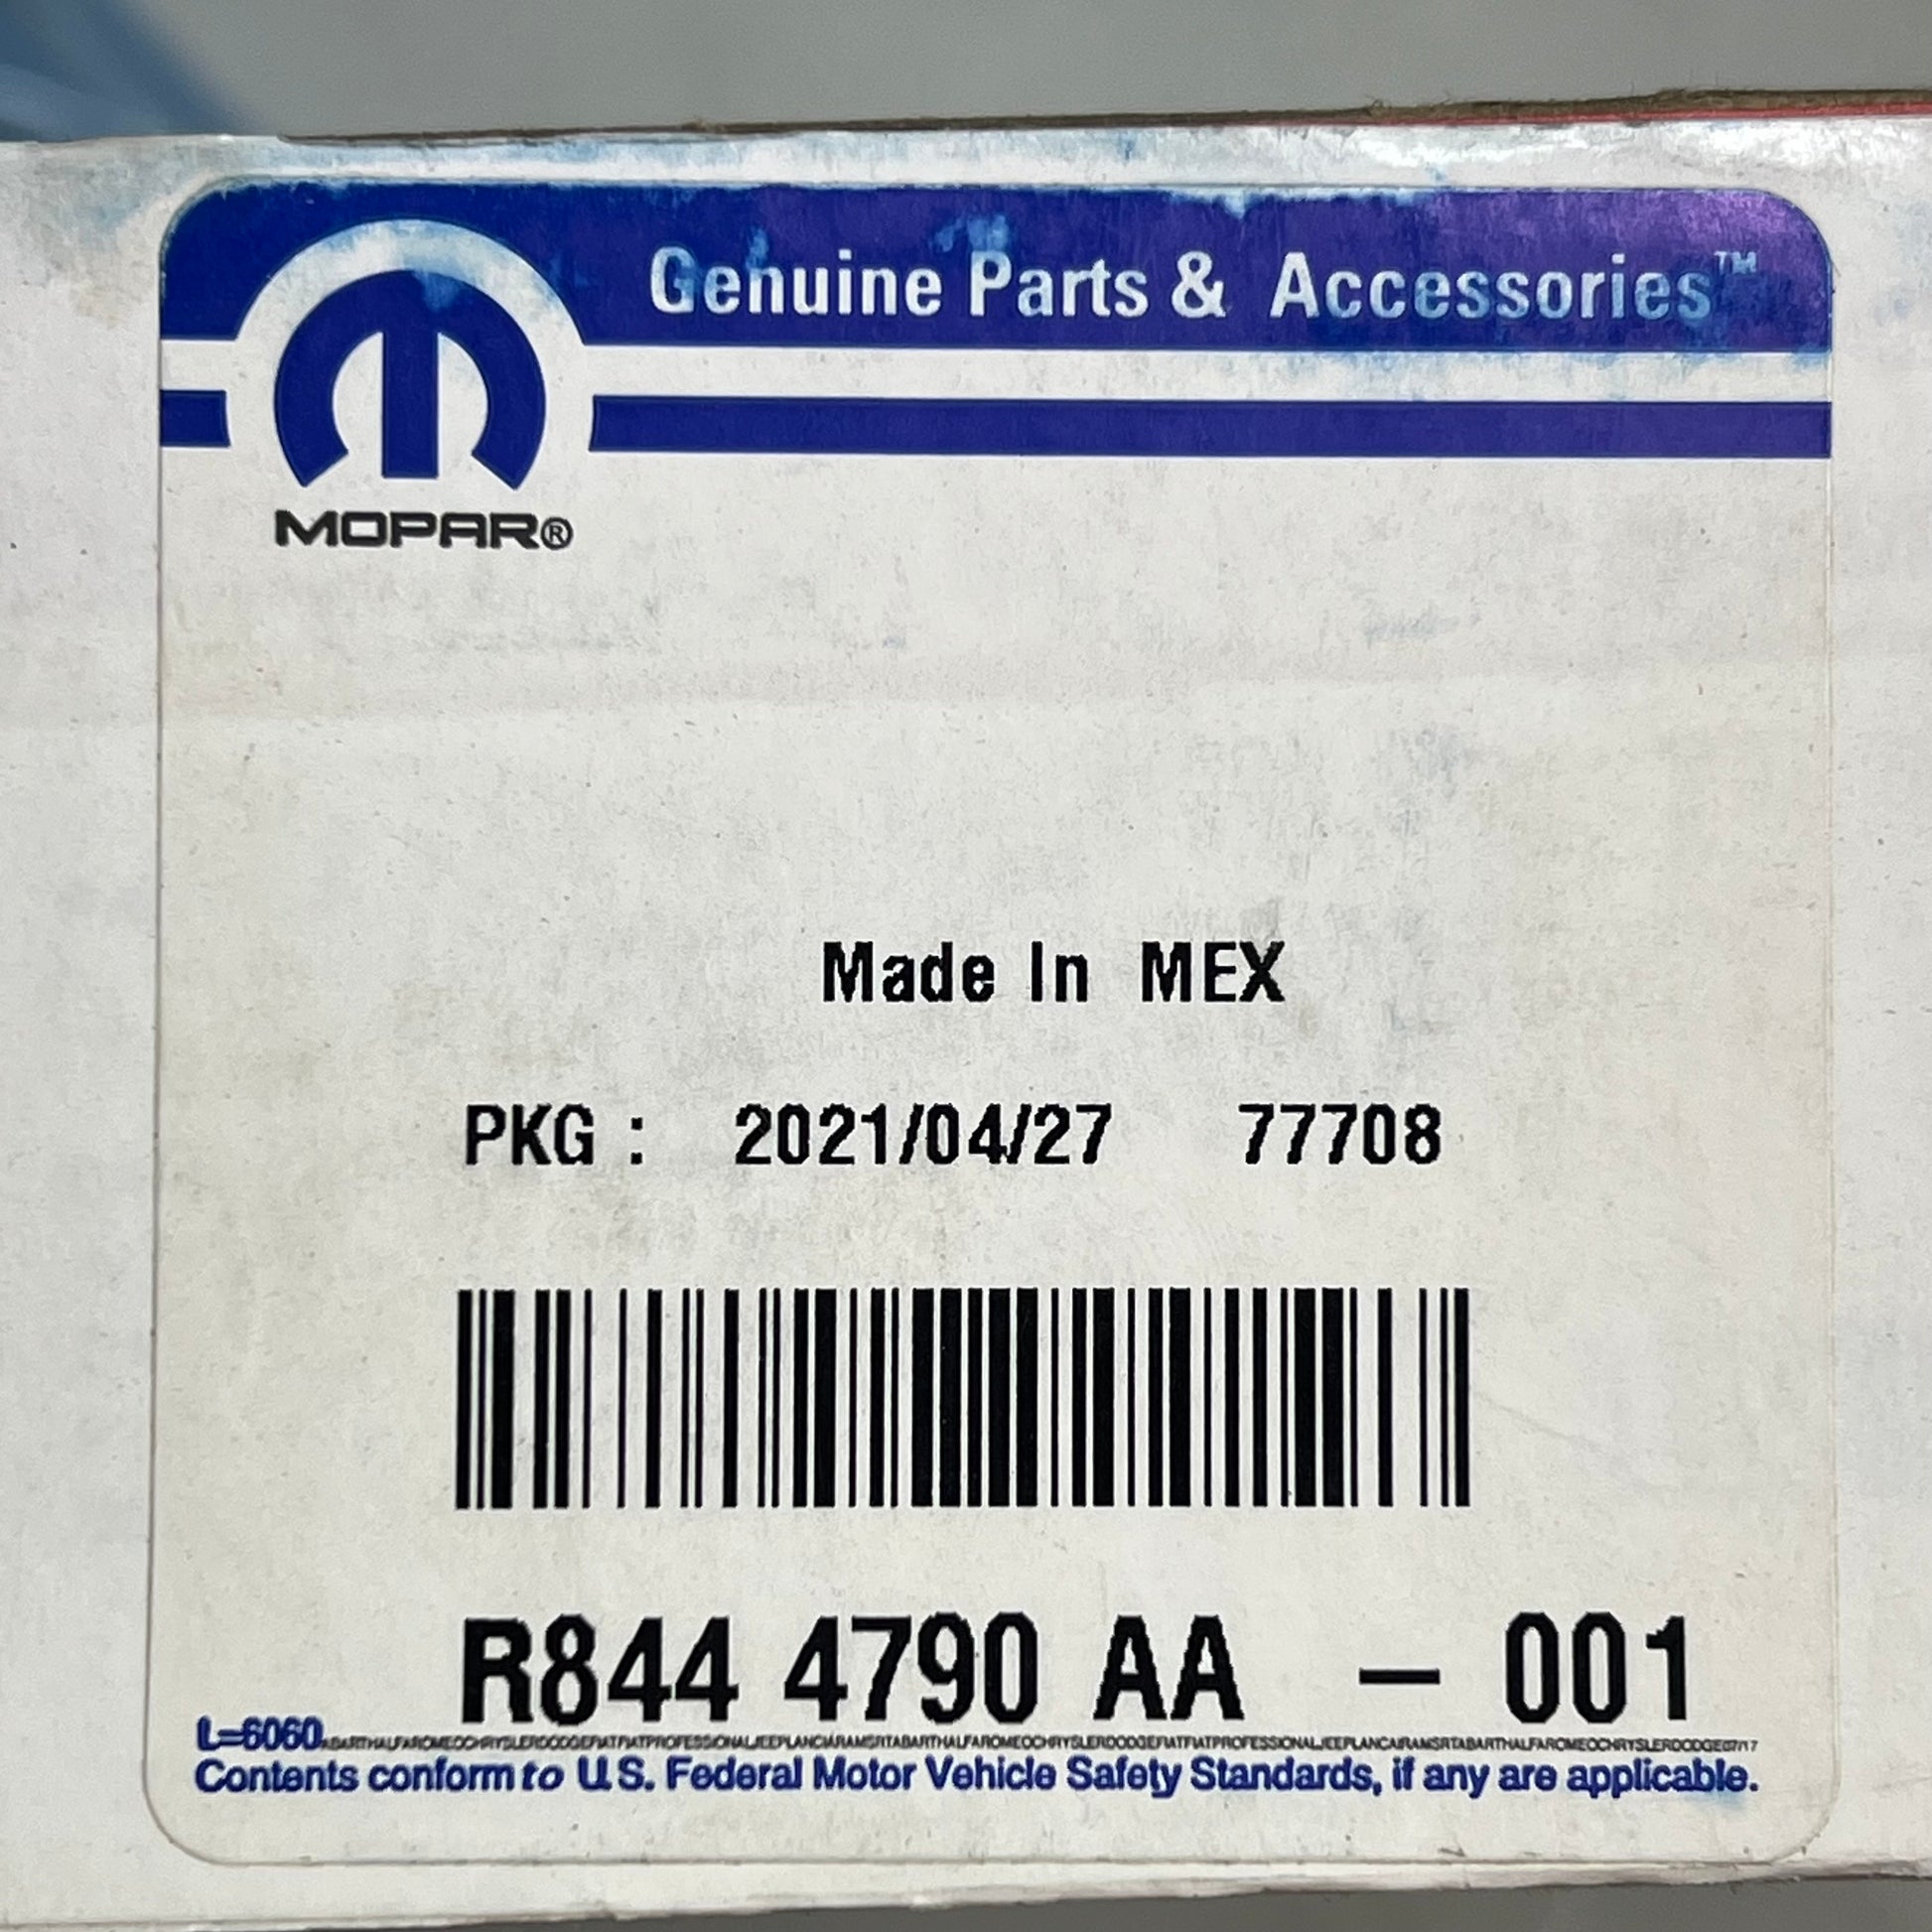 Genuine Parts & Accessories™
MOPAR®
Made In MEX
PKG : 2021/04/27 77708
R844 4790 AA – 001
L=6060
Contents conform to U.S. Federal Motor Vehicle Safety Standards, if any are applicable.